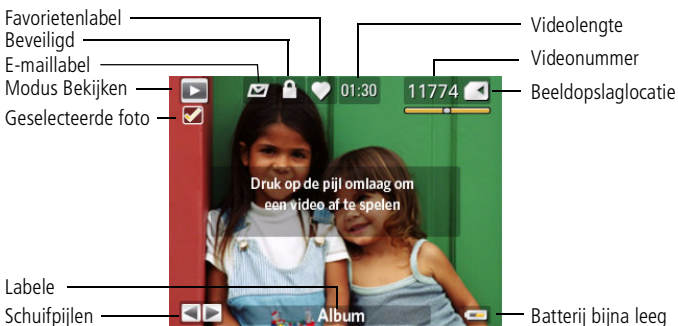 Favorietenlabel
Beveiligd
E-maillabel
Modus Bekijken
Geselecteerde foto
Videolengte
Videonummer
Beeldopslaglocatie
01:30
11774
Druk op de pijl omlaag om
een video af te spelen
Labele
Schuifpijlen
Album
Batterij bijna leeg